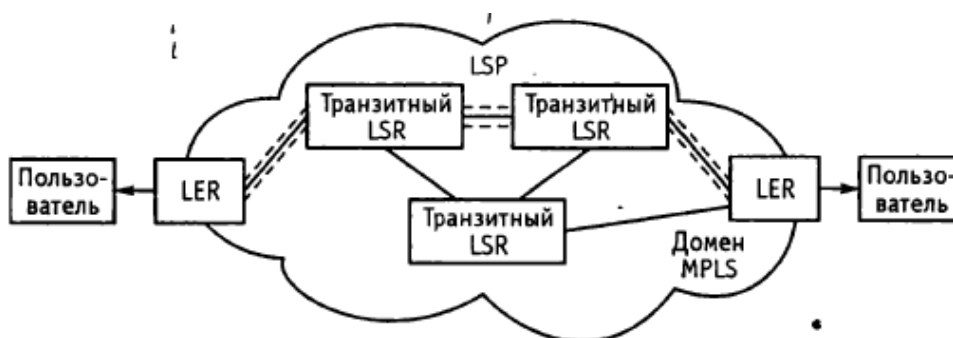 LSP
Транзитный
LSR
Транзитный
LSR
Пользо-
ватель
LER
Транзитный
LSR
LER
Пользо-
ватель
Домен
MPLS